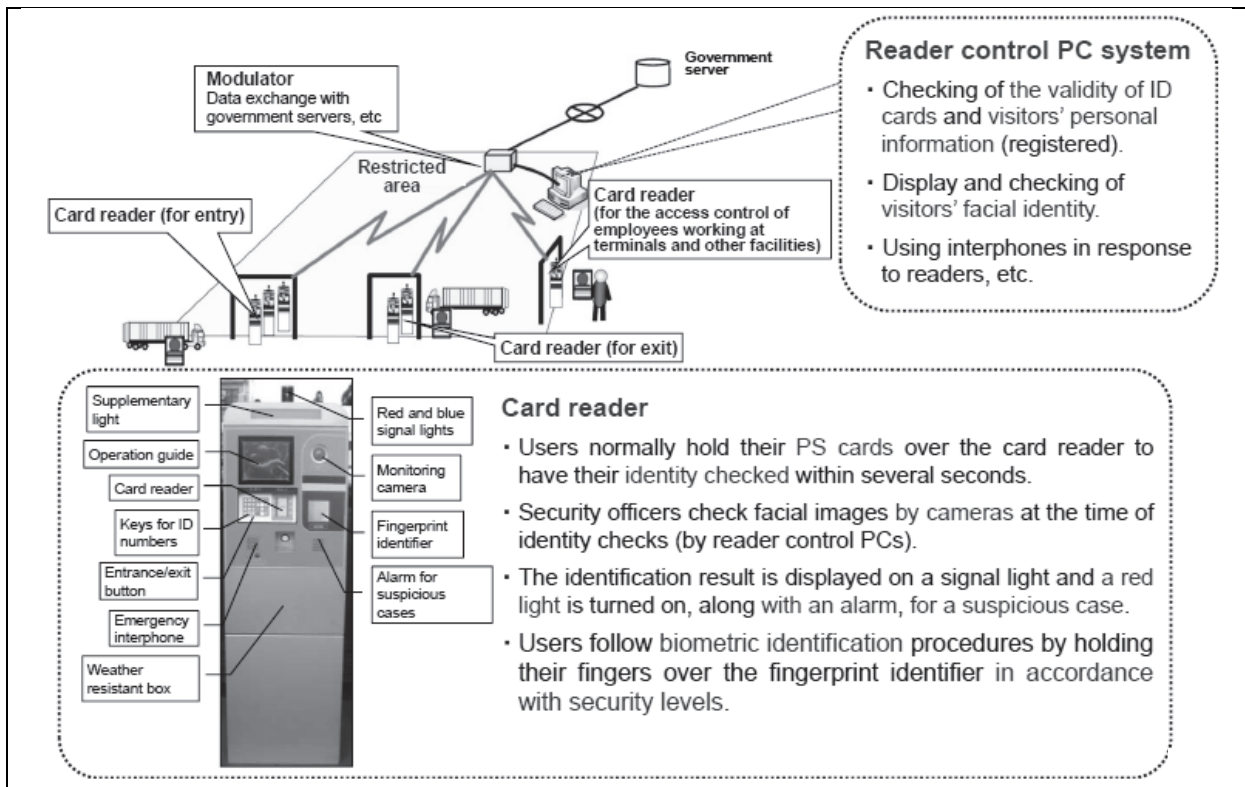 Government
server
Modulator
Data exchange with
government servers, etc
Restricted
area
Card reader (for entry)
Card reader
(for the access control of
employees working at
terminals and other facilities)
Card reader (for exit)
Reader control PC system
・Checking of the validity of ID
cards and visitors’ personal
information (registered).
・Display and checking of
visitors’ facial identity.
・Using interphones in response
to readers, etc.
Supplementary
light
Operation guide
Card reader
Keys for ID
numbers
Entrance/exit
button
Emergency
interphone
Weather
resistant box
Red and blue
signal lights
Monitoring
camera
Fingerprint
identifier
Alarm for
suspicious
cases
Card reader
・Users normally hold their PS cards over the card reader to
have their identity checked within several seconds.
・Security officers check facial images by cameras at the time of
identity checks (by reader control PCs).
・The identification result is displayed on a signal light and a red
light is turned on, along with an alarm, for a suspicious case.
・Users follow biometric identification procedures by holding
their fingers over the fingerprint identifier in accordance
with security levels.